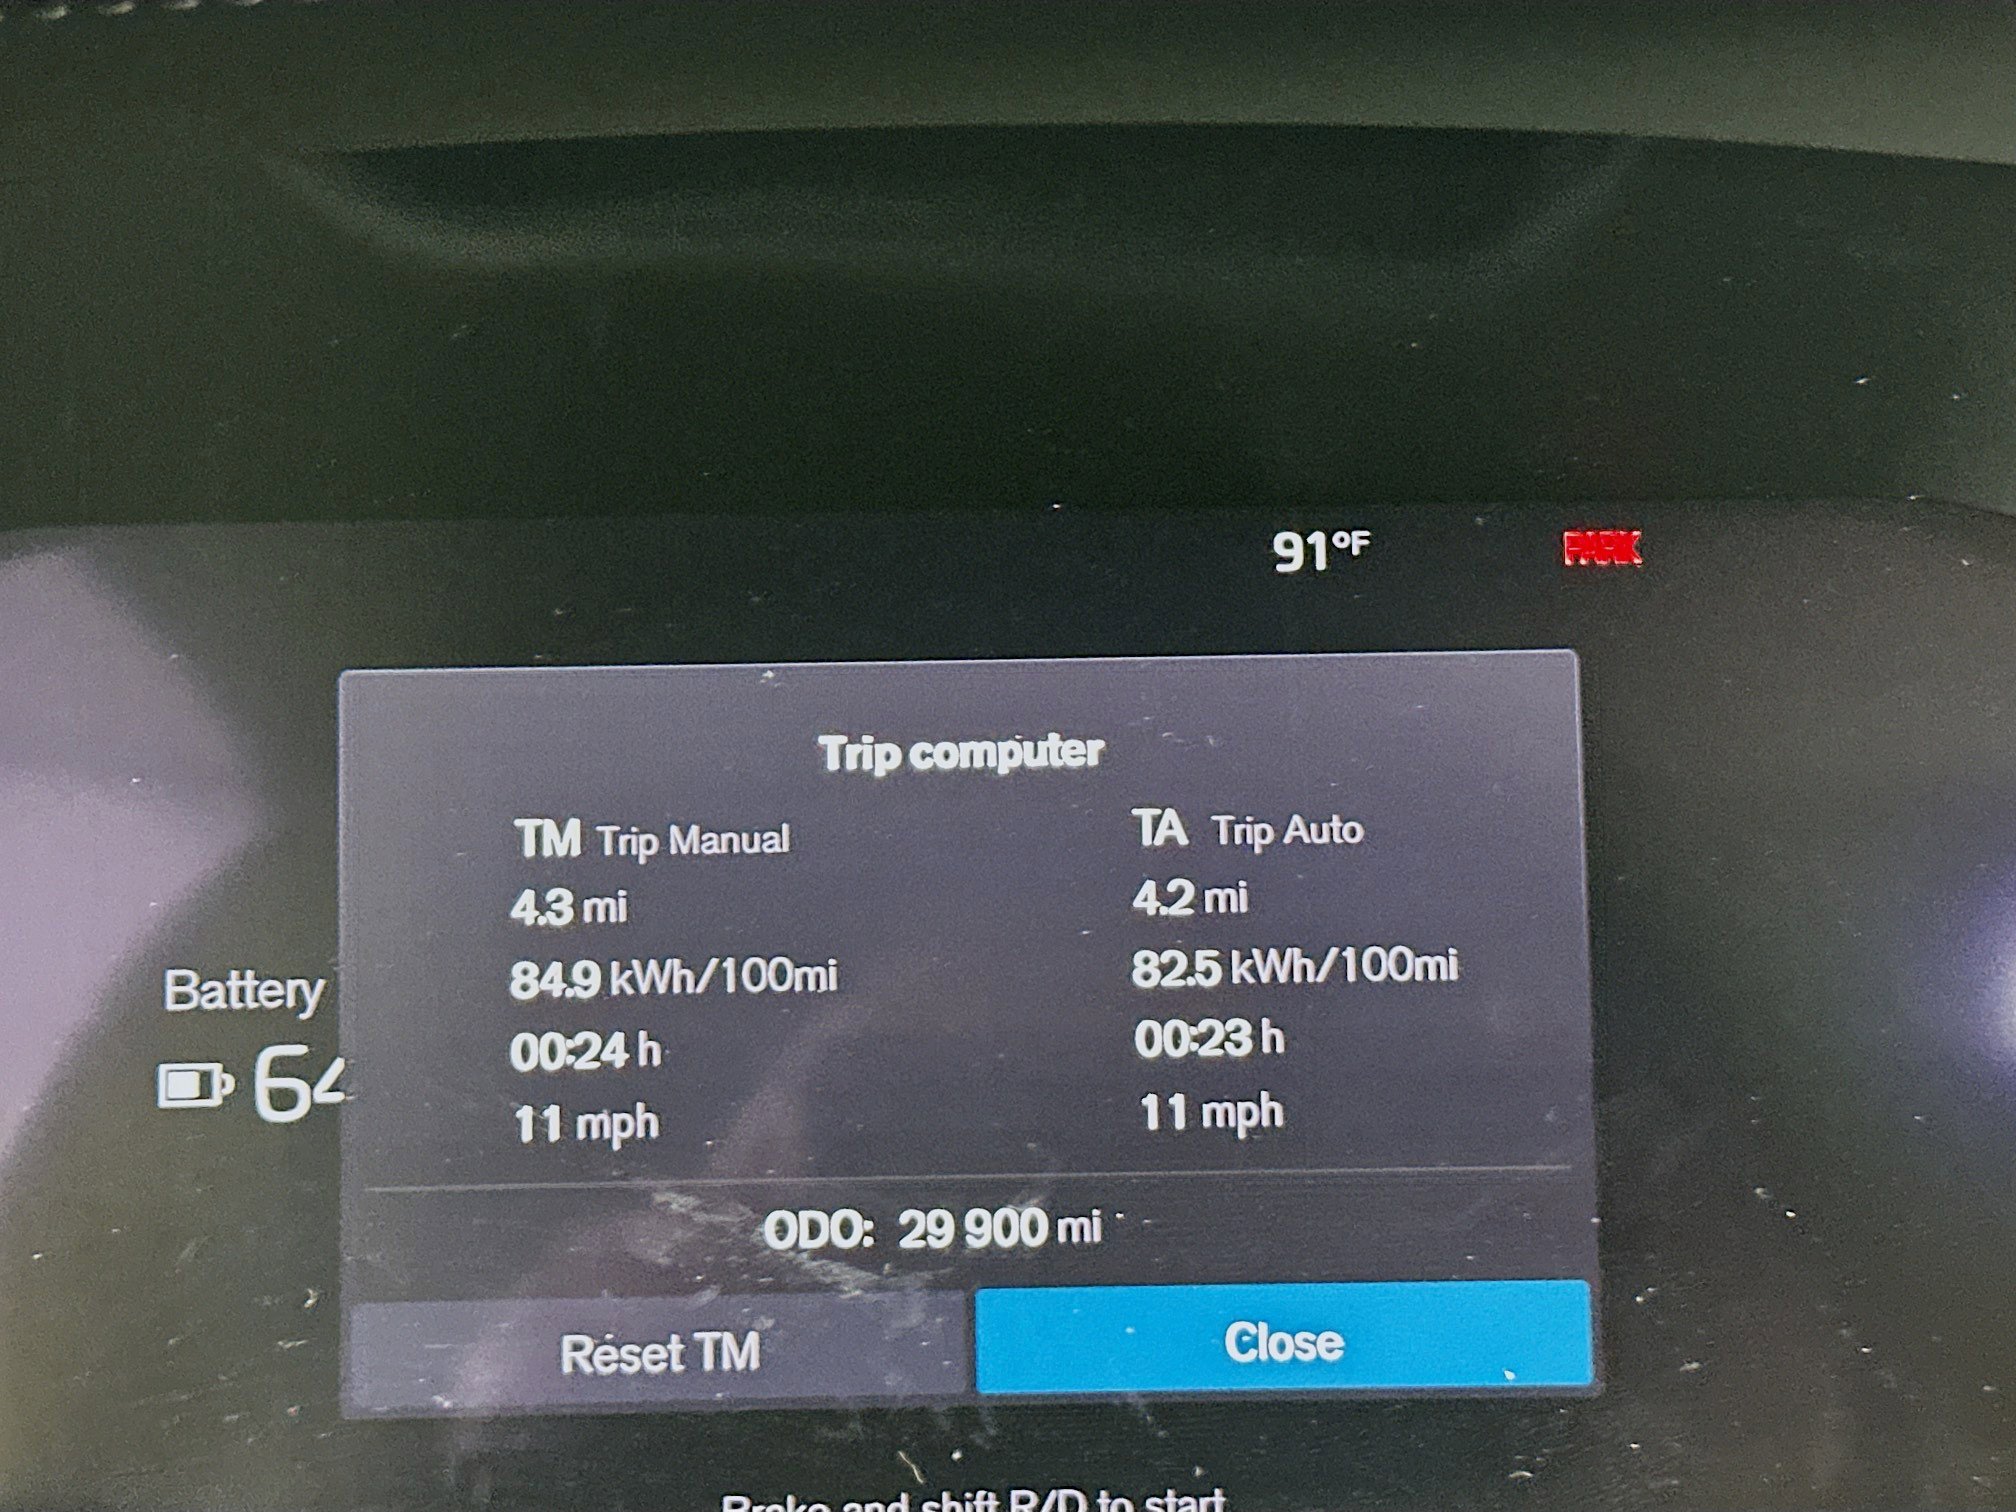 91°F PARK
Trip computer
TM Trip Manual
4.3 mi
84.9 kWh/100mi
00:24 h
11 mph
TA Trip Auto
4.2 mi
82.5 kWh/100mi
00:23 h
11 mph
Battery
64
ODO: 29 900 mi
Reset TM
Close
Brake and shift R/D to start